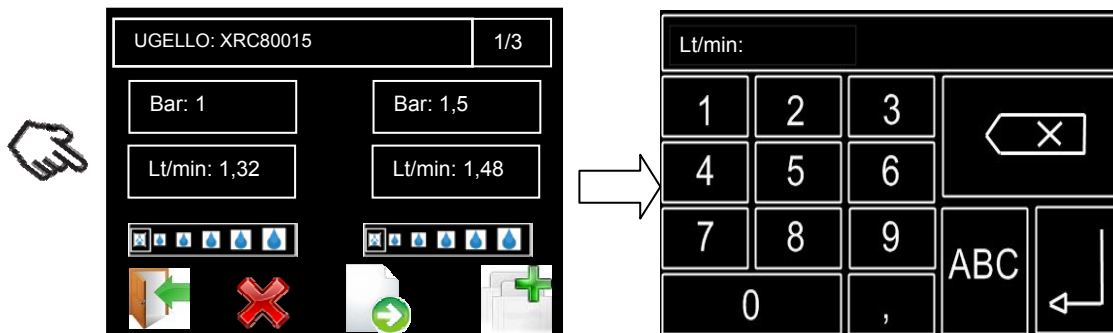 UGELLO: XRC80015 1/3
Bar: 1 Bar: 1,5
Lt/min: 1,32 Lt/min: 1,48
Lt/min:
1 2 3
4 5 6
7 8 9 ABC
0 ,